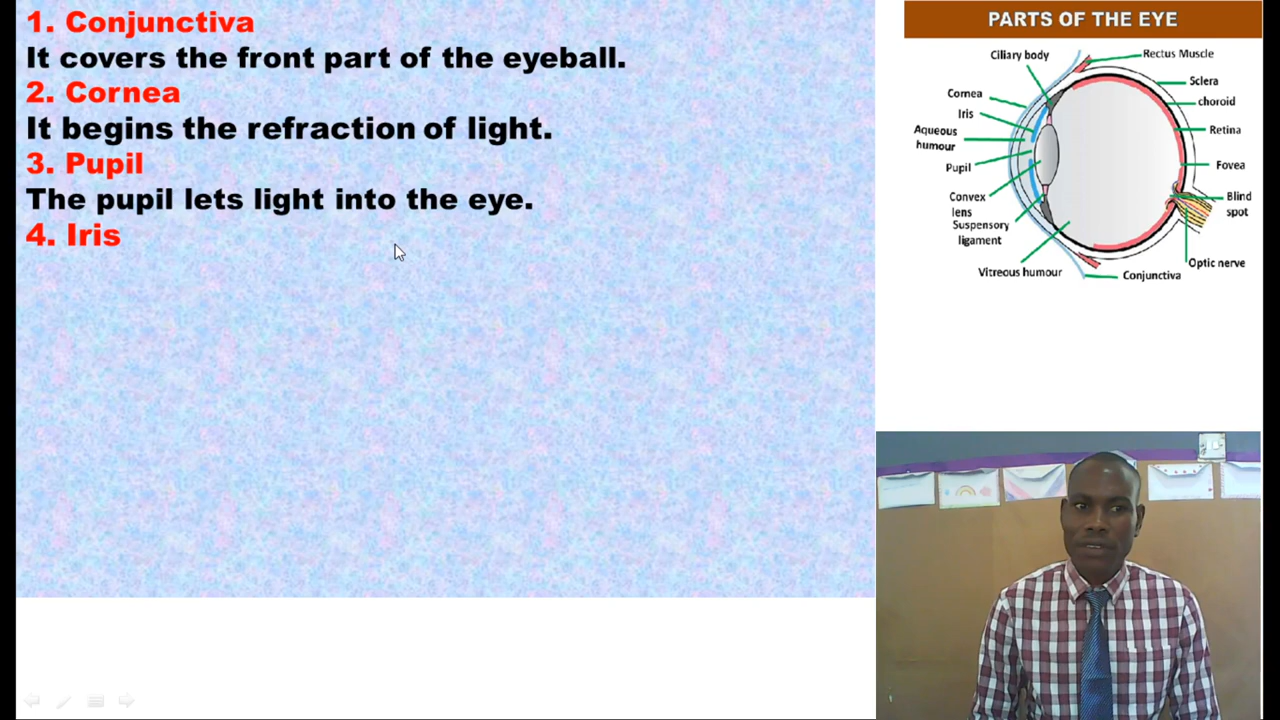 1. Conjunctiva
It covers the front part of the eyeball.
2. Cornea
It begins the refraction of light.
3. Pupil
The pupil lets light into the eye.
4. Iris
PARTS OF THE EYE
Ciliary body
Rectus Muscle
Cornea
Sclera
Iris
choroid
Aqueous
humour
Retina
Pupil
Fovea
Convex
lens
Blind
spot
Suspensory
ligament
Optic nerve
Vitreous humour
Conjunctiva